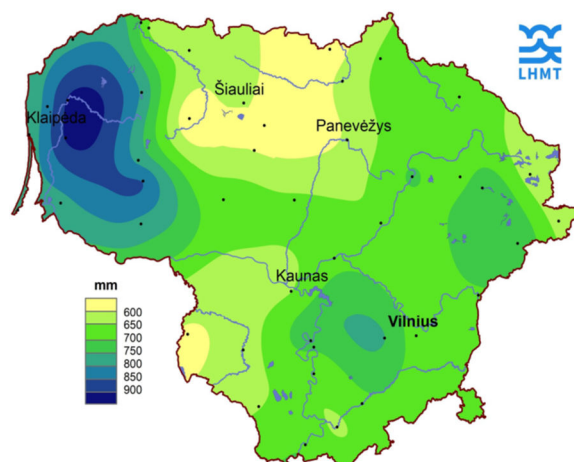 LHMT
Šiauliai
Klaipėda
Panevėžys
Kaunas
mm
600
650
700
750
800
850
900
Vilnius